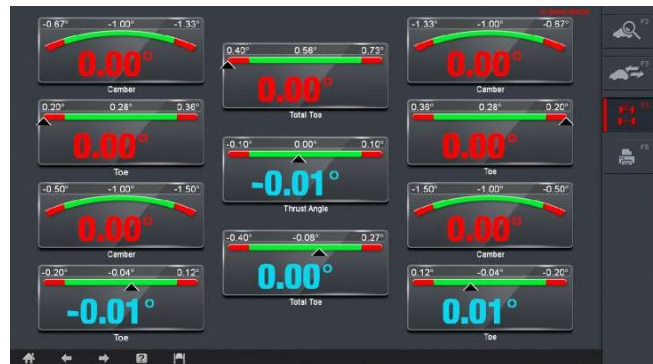 -0.67° -1.00° -1.33°
0.00°
Camber
0.20° 0.28° 0.36°
0.00°
Toe
-0.50° -1.00° -1.50°
0.00°
Camber
-0.20° -0.04° 0.12°
-0.01°
Toe
0.40° 0.56° 0.73°
0.00°
Total Toe
-0.10° 0.00° 0.10°
-0.01°
Thrust Angle
-0.40° -0.08° 0.27°
0.00°
Total Toe
-1.33° -1.00° -0.67°
0.00°
Camber
0.36° 0.28° 0.20°
0.00°
Toe
-1.50° -1.00° -0.50°
0.00°
Camber
0.12° -0.04° -0.20°
0.01°
Toe
F2
F3
F6
?